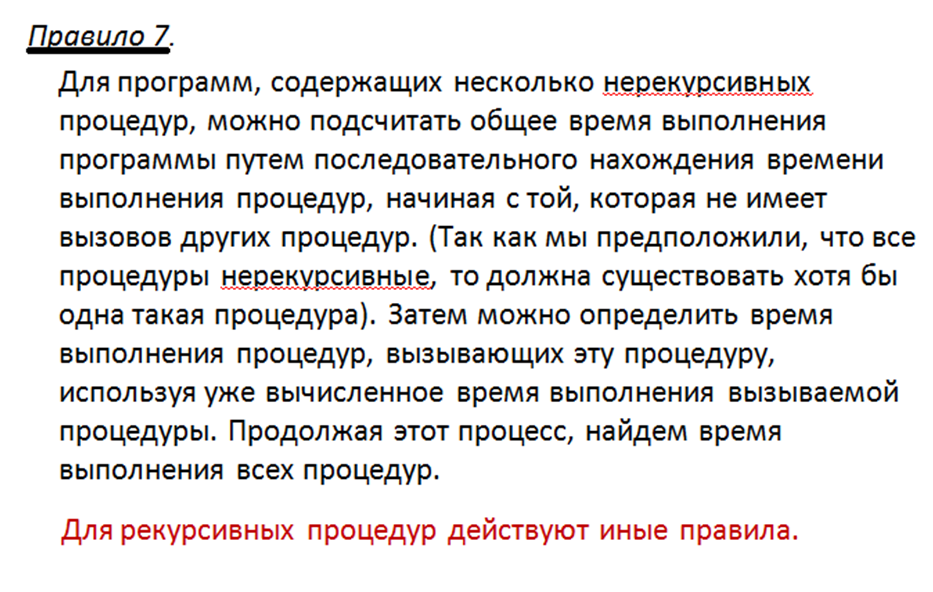 Правило 7.
Для программ, содержащих несколько нерекурсивных
процедур, можно подсчитать общее время выполнения
программы путем последовательного нахождения времени
выполнения процедур, начиная с той, которая не имеет
вызовов других процедур. (Так как мы предположили, что все
процедуры нерекурсивные, то должна существовать хотя бы
одна такая процедура). Затем можно определить время
выполнения процедур, вызывающих эту процедуру,
используя уже вычисленное время выполнения вызываемой
процедуры. Продолжая этот процесс, найдем время
выполнения всех процедур.
Для рекурсивных процедур действуют иные правила.